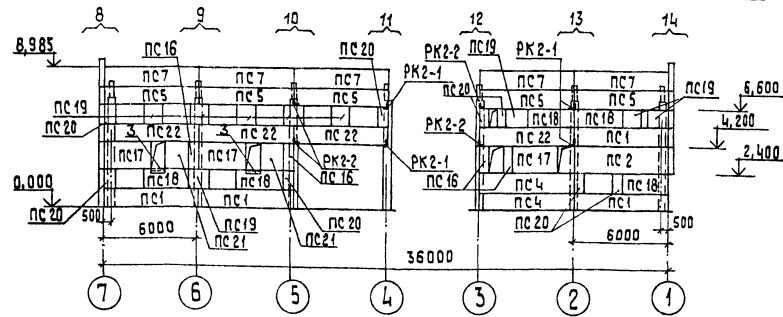 8 9 10 11 12 13 14
8,985
ПС16
ПС20
РК2-2
ПС19
РК2-1
РК2-1
ПС7 ПС7 ПС7 ПС7 ПС7
ПС20
ПС19
6,600
ПС5 ПС5 ПС5 ПС5 ПС5
ПС19
ПС18 ПС18
4,200
ПС20
3 3
ПС22 ПС22 ПС22 ПС22 ПС1
РК2-2
ПС17 ПС17 ПС17 ПС2
РК2-2
РК2-1
2,400
ПС16
ПС16
0,000
ПС18 ПС18 ПС4 ПС18
ПС1 ПС1 ПС4 ПС1
500
ПС20
ПС19
ПС20
ПС20
500
6000
ПС21
ПС21
6000
36000
7 6 5 4 3 2 1